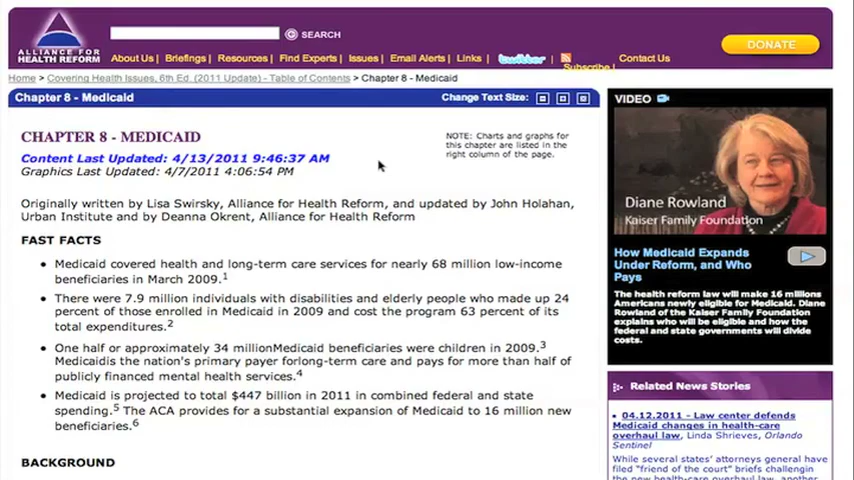 SEARCH
ALLIANCE FOR
HEALTH REFORM
About Us | Briefings | Resources | Find Experts | Issues | Email Alerts | Links | twitter | Subscribe | Contact Us
DONATE
Home > Covering Health Issues, 6th Ed. (2011 Update) - Table of Contents > Chapter 8 - Medicaid
Chapter 8 - Medicaid
Change Text Size:
CHAPTER 8 - MEDICAID
Content Last Updated: 4/13/2011 9:46:37 AM
Graphics Last Updated: 4/7/2011 4:06:54 PM
NOTE: Charts and graphs for
this chapter are listed in the
right column of the page.
Originally written by Lisa Swirsky, Alliance for Health Reform, and updated by John Holahan,
Urban Institute and by Deanna Okrent, Alliance for Health Reform
FAST FACTS
• Medicaid covered health and long-term care services for nearly 68 million low-income
beneficiaries in March 2009.1
• There were 7.9 million individuals with disabilities and elderly people who made up 24
percent of those enrolled in Medicaid in 2009 and cost the program 63 percent of its
total expenditures.2
• One half or approximately 34 millionMedicaid beneficiaries were children in 2009.3
Medicaidis the nation's primary payer forlong-term care and pays for more than half of
publicly financed mental health services.4
• Medicaid is projected to total $447 billion in 2011 in combined federal and state
spending.5 The ACA provides for a substantial expansion of Medicaid to 16 million new
beneficiaries.6
BACKGROUND
VIDEO
Diane Rowland
Kaiser Family Foundation
How Medicaid Expands
Under Reform, and Who
Pays
The health reform law will make 16 millions
Americans newly eligible for Medicaid. Diane
Rowland of the Kaiser Family Foundation
explains who will be eligible and how the
federal and state governments will divide
costs.
Related News Stories
• 04.12.2011 - Law center defends
Medicaid changes in health-care
overhaul law, Linda Shrieves, Orlando
Sentinel
While several states' attorneys general have
filed "friend of the court" briefs challengin
the new health-care overhaul law, another